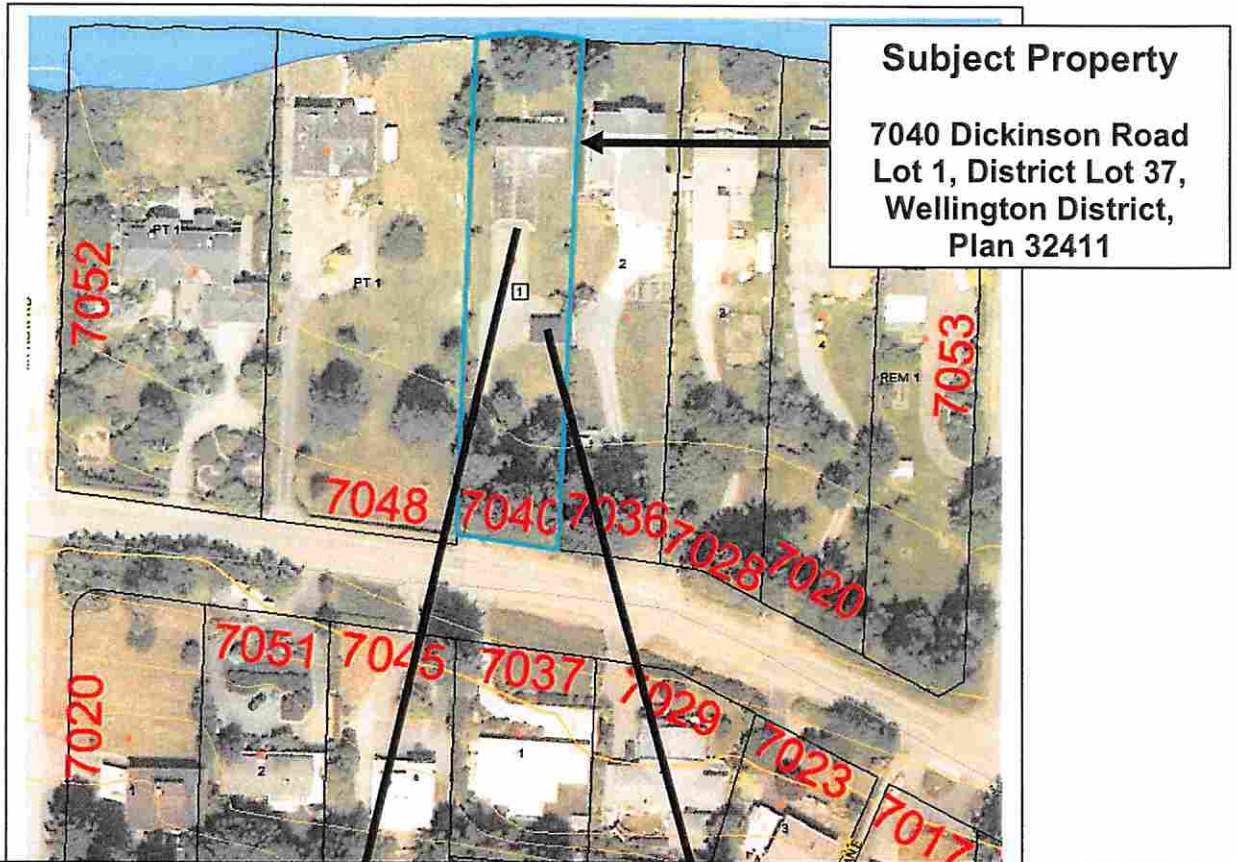 Subject Property
7040 Dickinson Road
Lot 1, District Lot 37,
Wellington District,
Plan 32411
7052
PT 1
PT 1
1
2
3
4
REM 1
7053
7048
7040
7036
7028
7020
7020
7051
7045
7037
7029
7023
7017
2
1
3